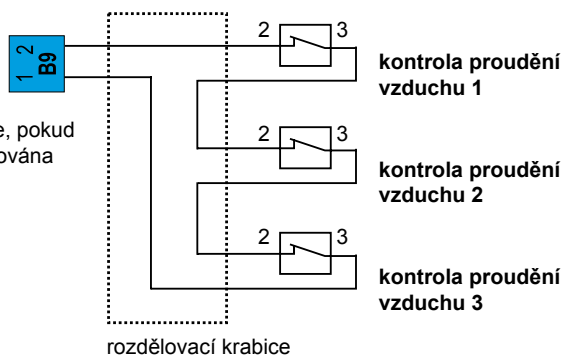 2 3
1 2
B9
kontrola proudění
vzduchu 1
e, pokud
ována
2 3
kontrola proudění
vzduchu 2
2 3
kontrola proudění
vzduchu 3
rozdělovací krabice